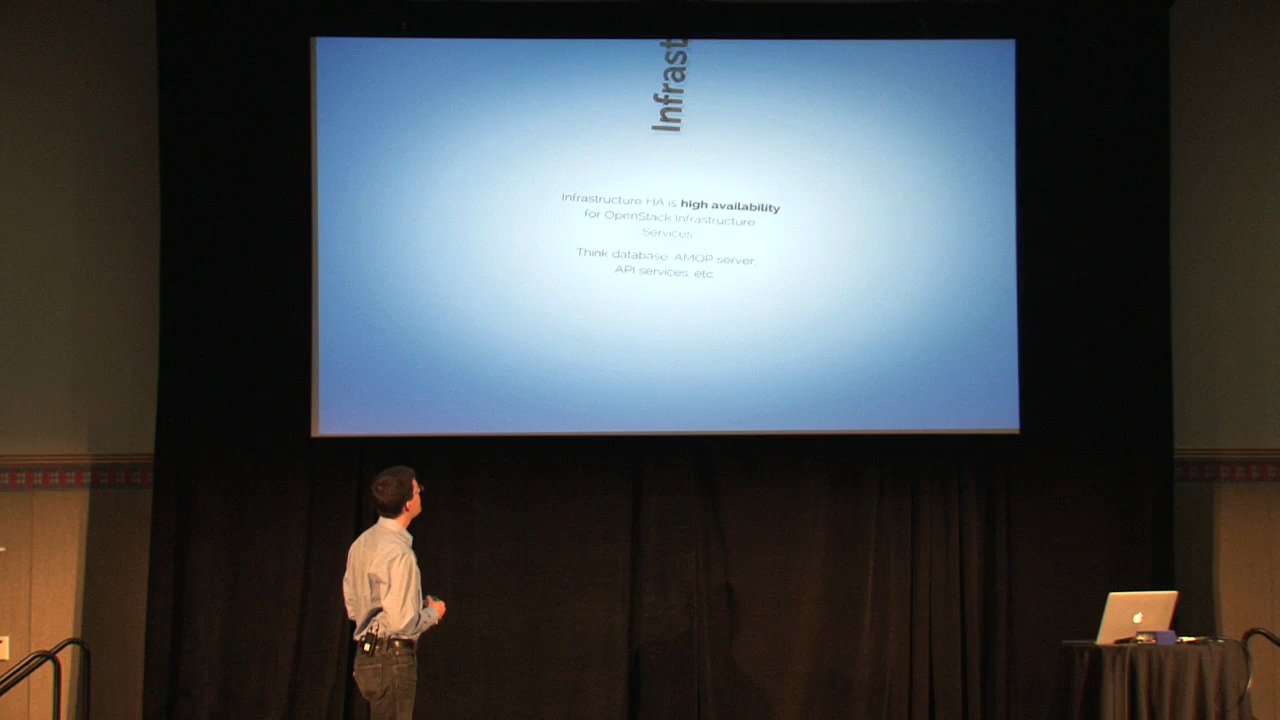 Infrast
Infrastructure HA is high availability
for OpenStack Infrastructure
Services.
Think database, AMQP server,
API services, etc.